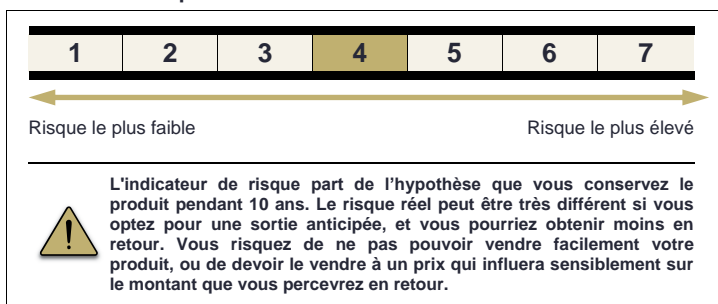 1 2 3 4 5 6 7
Risque le plus faible Risque le plus élevé
L'indicateur de risque part de l’hypothèse que vous conservez le
produit pendant 10 ans. Le risque réel peut être très différent si vous
optez pour une sortie anticipée, et vous pourriez obtenir moins en
retour. Vous risquez de ne pas pouvoir vendre facilement votre
produit, ou de devoir le vendre à un prix qui influera sensiblement sur
le montant que vous percevrez en retour.